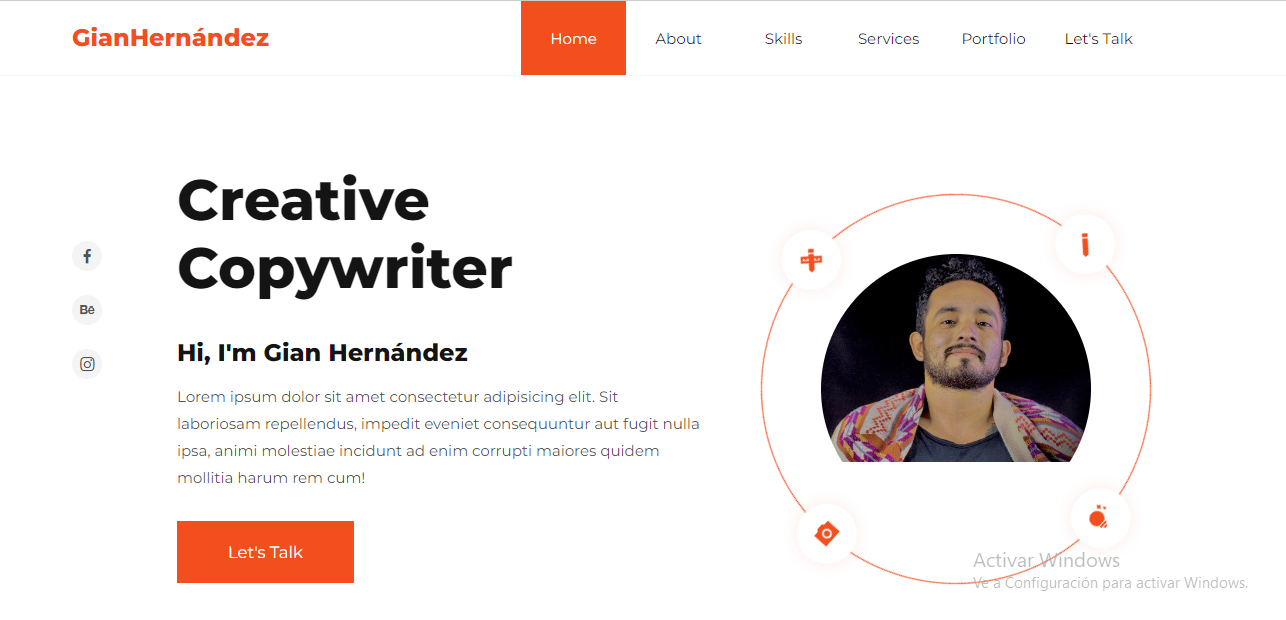 GianHernández
Home About Skills Services Portfolio Let's Talk
Creative
Copywriter
Hi, I'm Gian Hernández
Lorem ipsum dolor sit amet consectetur adipisicing elit. Sit
laboriosam repellendus, impedit eveniet consequuntur aut fugit nulla
ipsa, animi molestiae incidunt ad enim corrupti maiores quidem
mollitia harum rem cum!
Let's Talk
Bē
Activar Windows
Ve a Configuración para activar Windows.